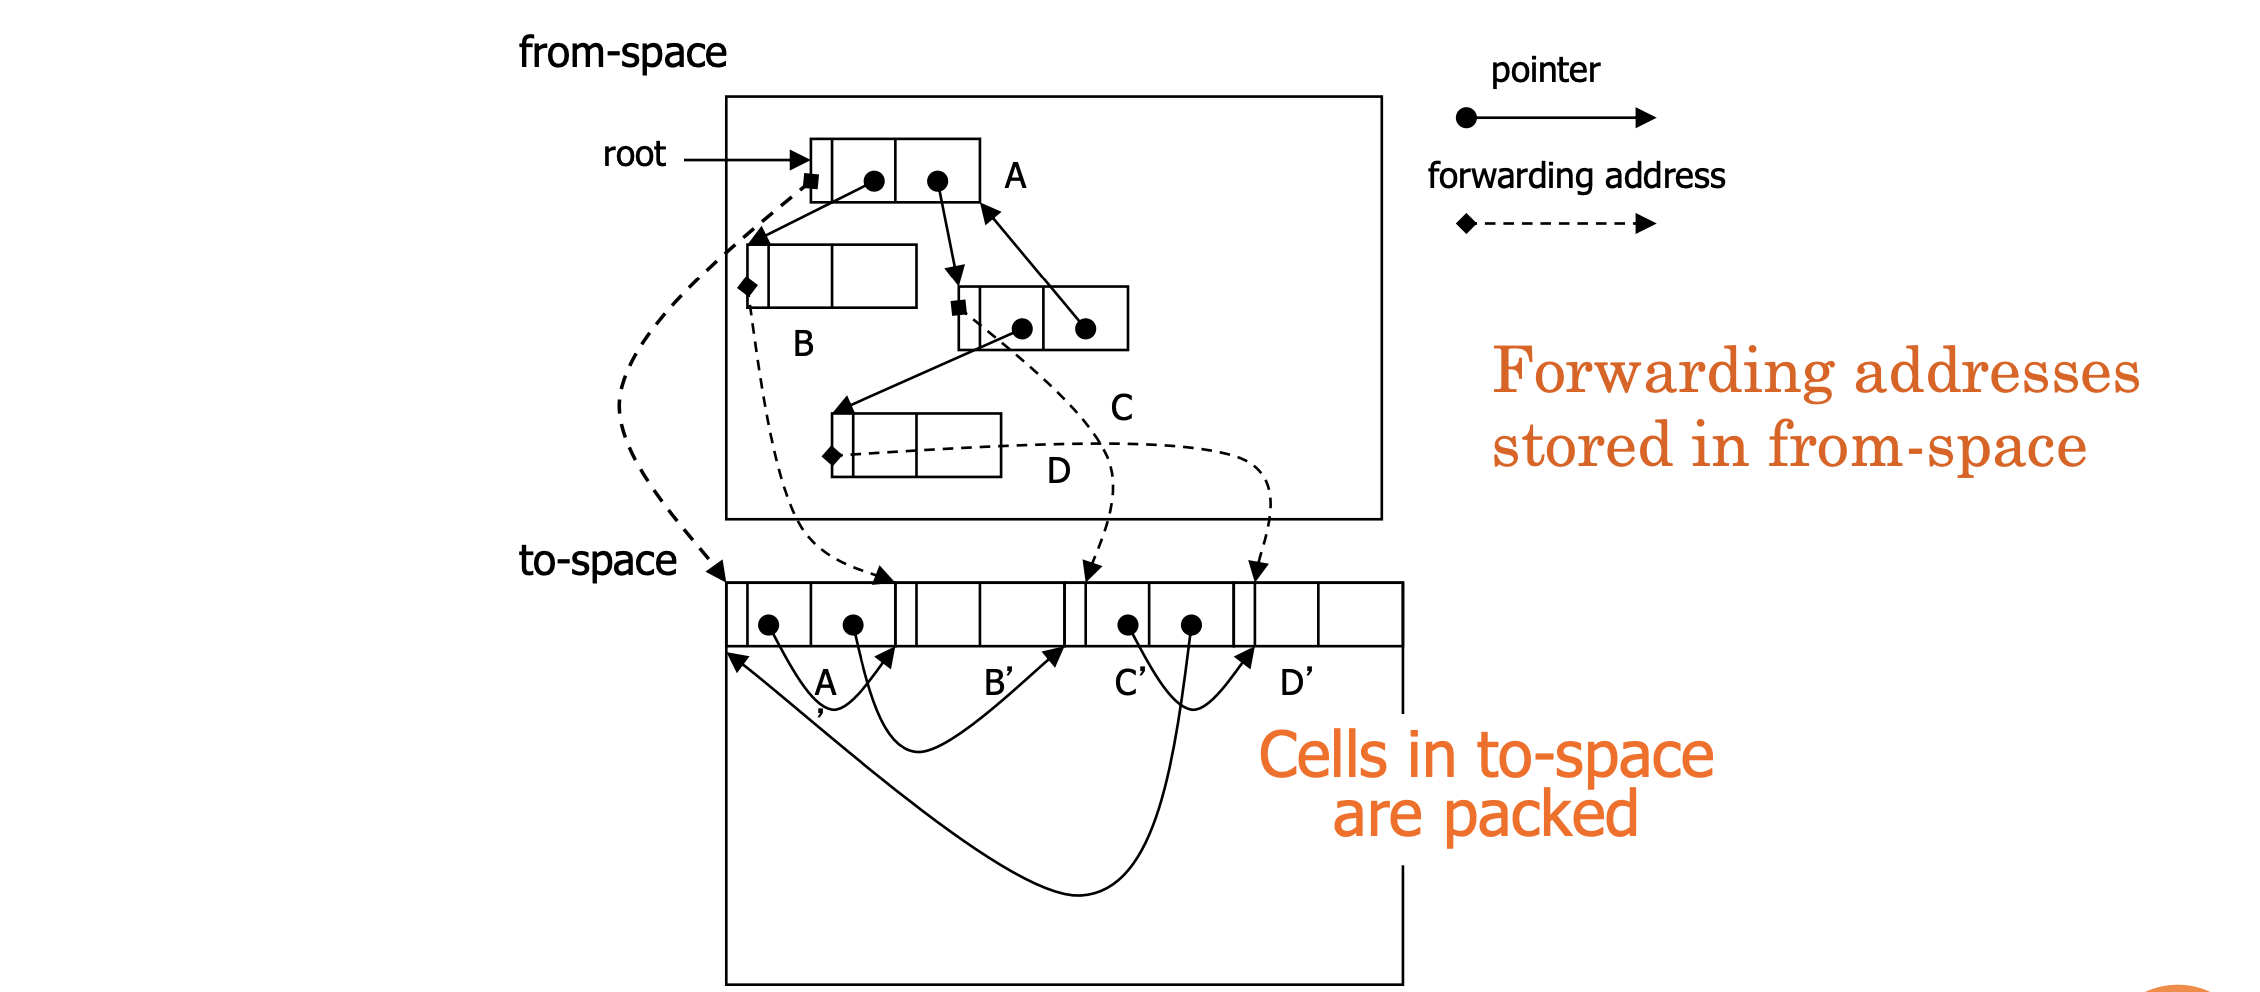 from-space
pointer
root
A
forwarding address
B
Forwarding addresses
C
stored in from-space
D
to-space
A
’
B’
C’
D’
Cells in to-space
are packed